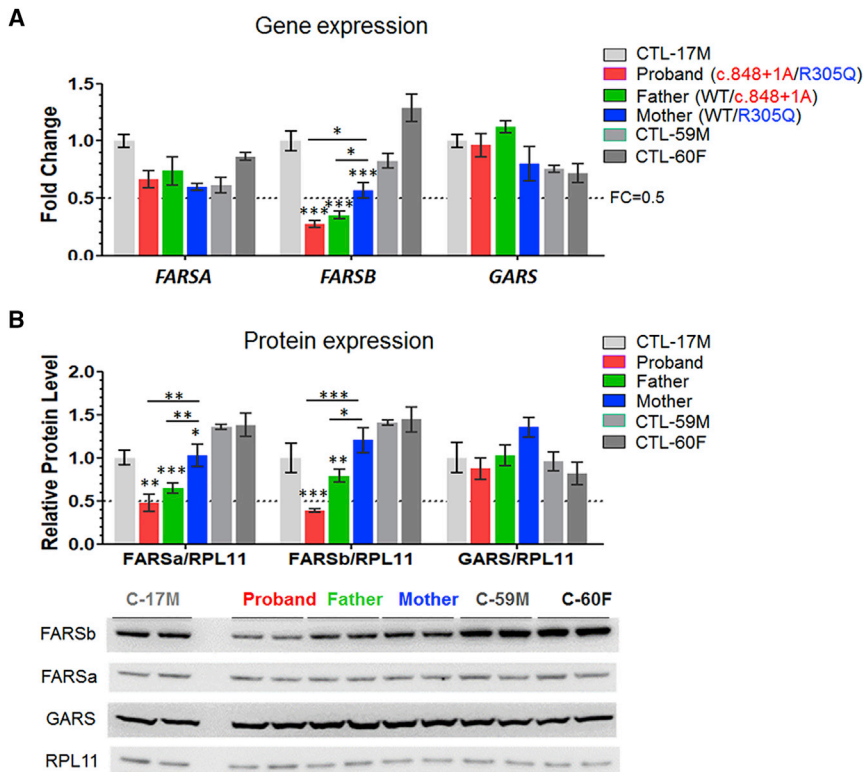 A
Gene expression
Fold Change
1.5
1.0
0.5
0.0
*
*
*** *** ***
FC=0.5
FARSA FARSB GARS
CTL-17M
Proband (c.848+1A/R305Q)
Father (WT/c.848+1A)
Mother (WT/R305Q)
CTL-59M
CTL-60F
B
Protein expression
Relative Protein Level
2.0
1.5
1.0
0.5
0.0
** ***
** *
** *** * *** **
FARSa/RPL11 FARSb/RPL11 GARS/RPL11
CTL-17M
Proband
Father
Mother
CTL-59M
CTL-60F
C-17M Proband Father Mother C-59M C-60F
FARSb
FARSa
GARS
RPL11